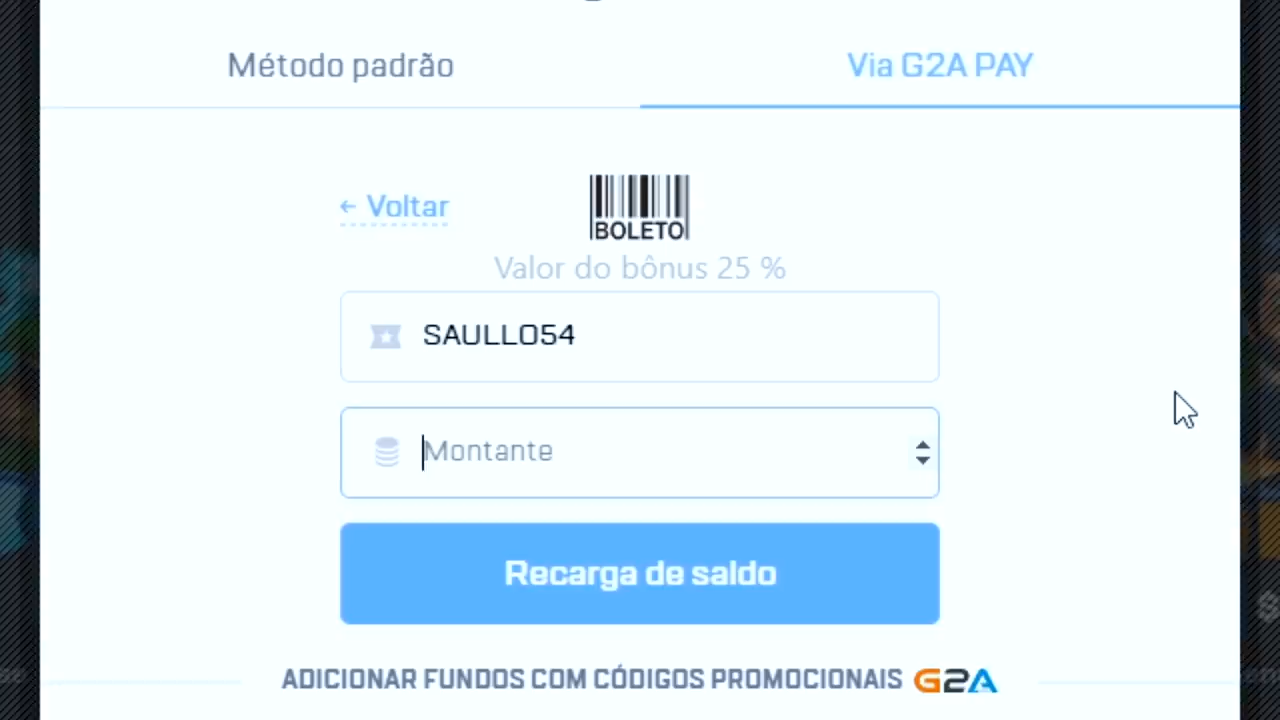 Método padrão
Via G2A PAY
← Voltar
BOLETO
Valor do bônus 25 %
SAULLO54
Montante
Recarga de saldo
ADICIONAR FUNDOS COM CÓDIGOS PROMOCIONAIS G2A
$